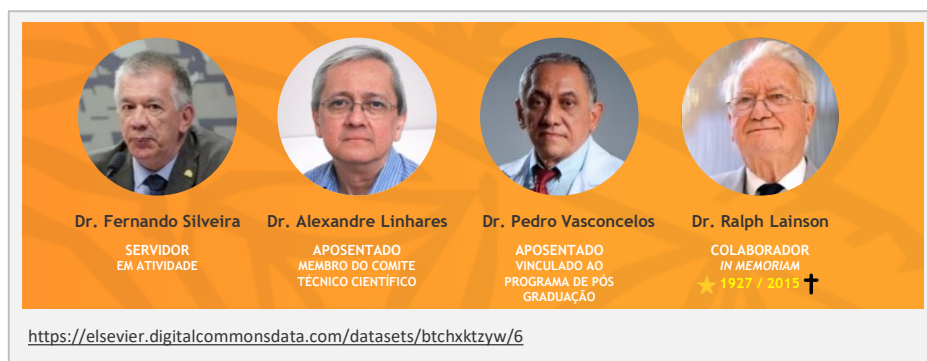 Dr. Fernando Silveira
SERVIDOR
EM ATIVIDADE
Dr. Alexandre Linhares
APOSENTADO
MEMBRO DO COMITE
TÉCNICO CIENTÍFICO
Dr. Pedro Vasconcelos
APOSENTADO
VINCULADO AO
PROGRAMA DE PÓS
GRADUAÇÃO
Dr. Ralph Lainson
COLABORADOR
IN MEMORIAM
1927 / 2015
https://elsevier.digitalcommonsdata.com/datasets/btchxktzyw/6